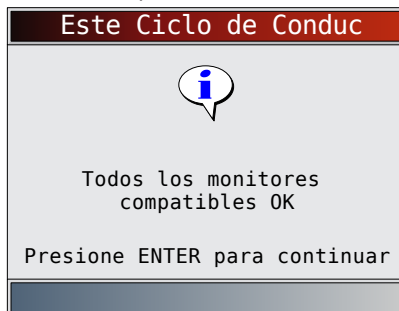 Este Ciclo de Conduc
i
Todos los monitores
compatibles OK
Presione ENTER para continuar